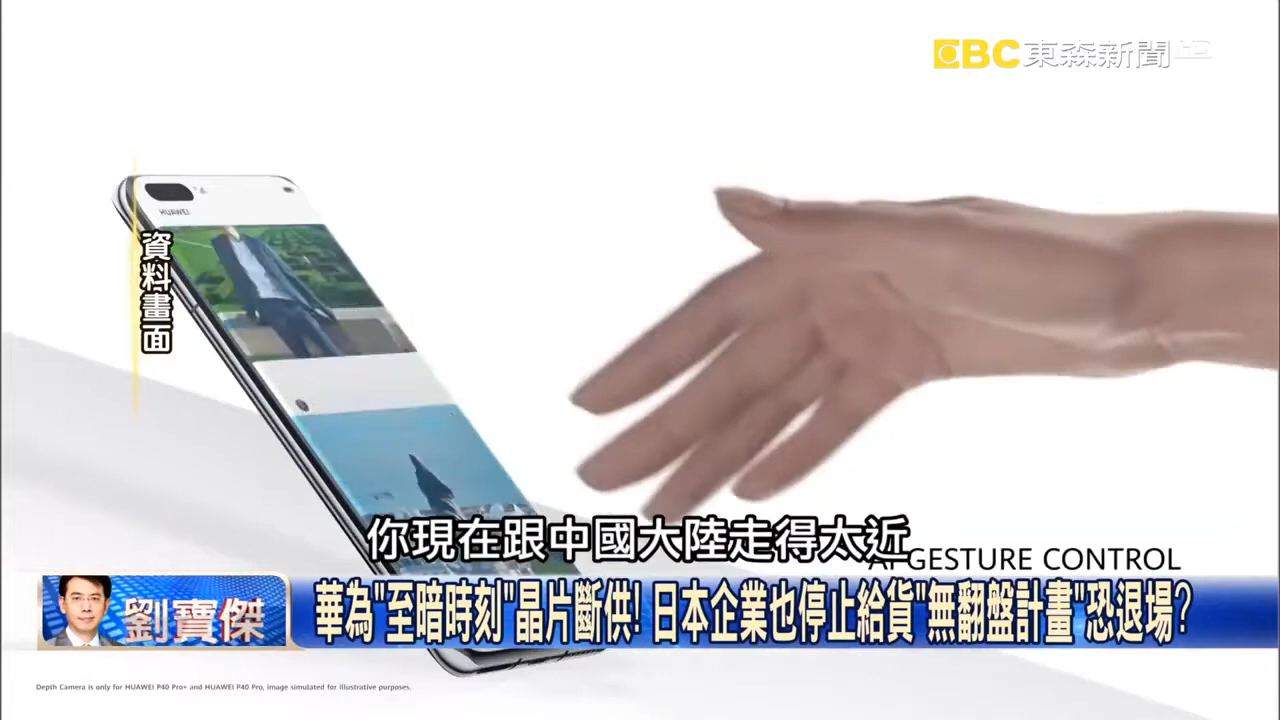 EBC東森新聞HD
HUAWEI
資料畫面
你現在跟中國大陸走得太近
AI GESTURE CONTROL
劉寶傑
華為"至暗時刻"晶片斷供! 日本企業也停止給貨"無翻盤計畫"恐退場?
Depth Camera is only for HUAWEI P40 Pro+ and HUAWEI P40 Pro, image simulated for illustrative purposes.